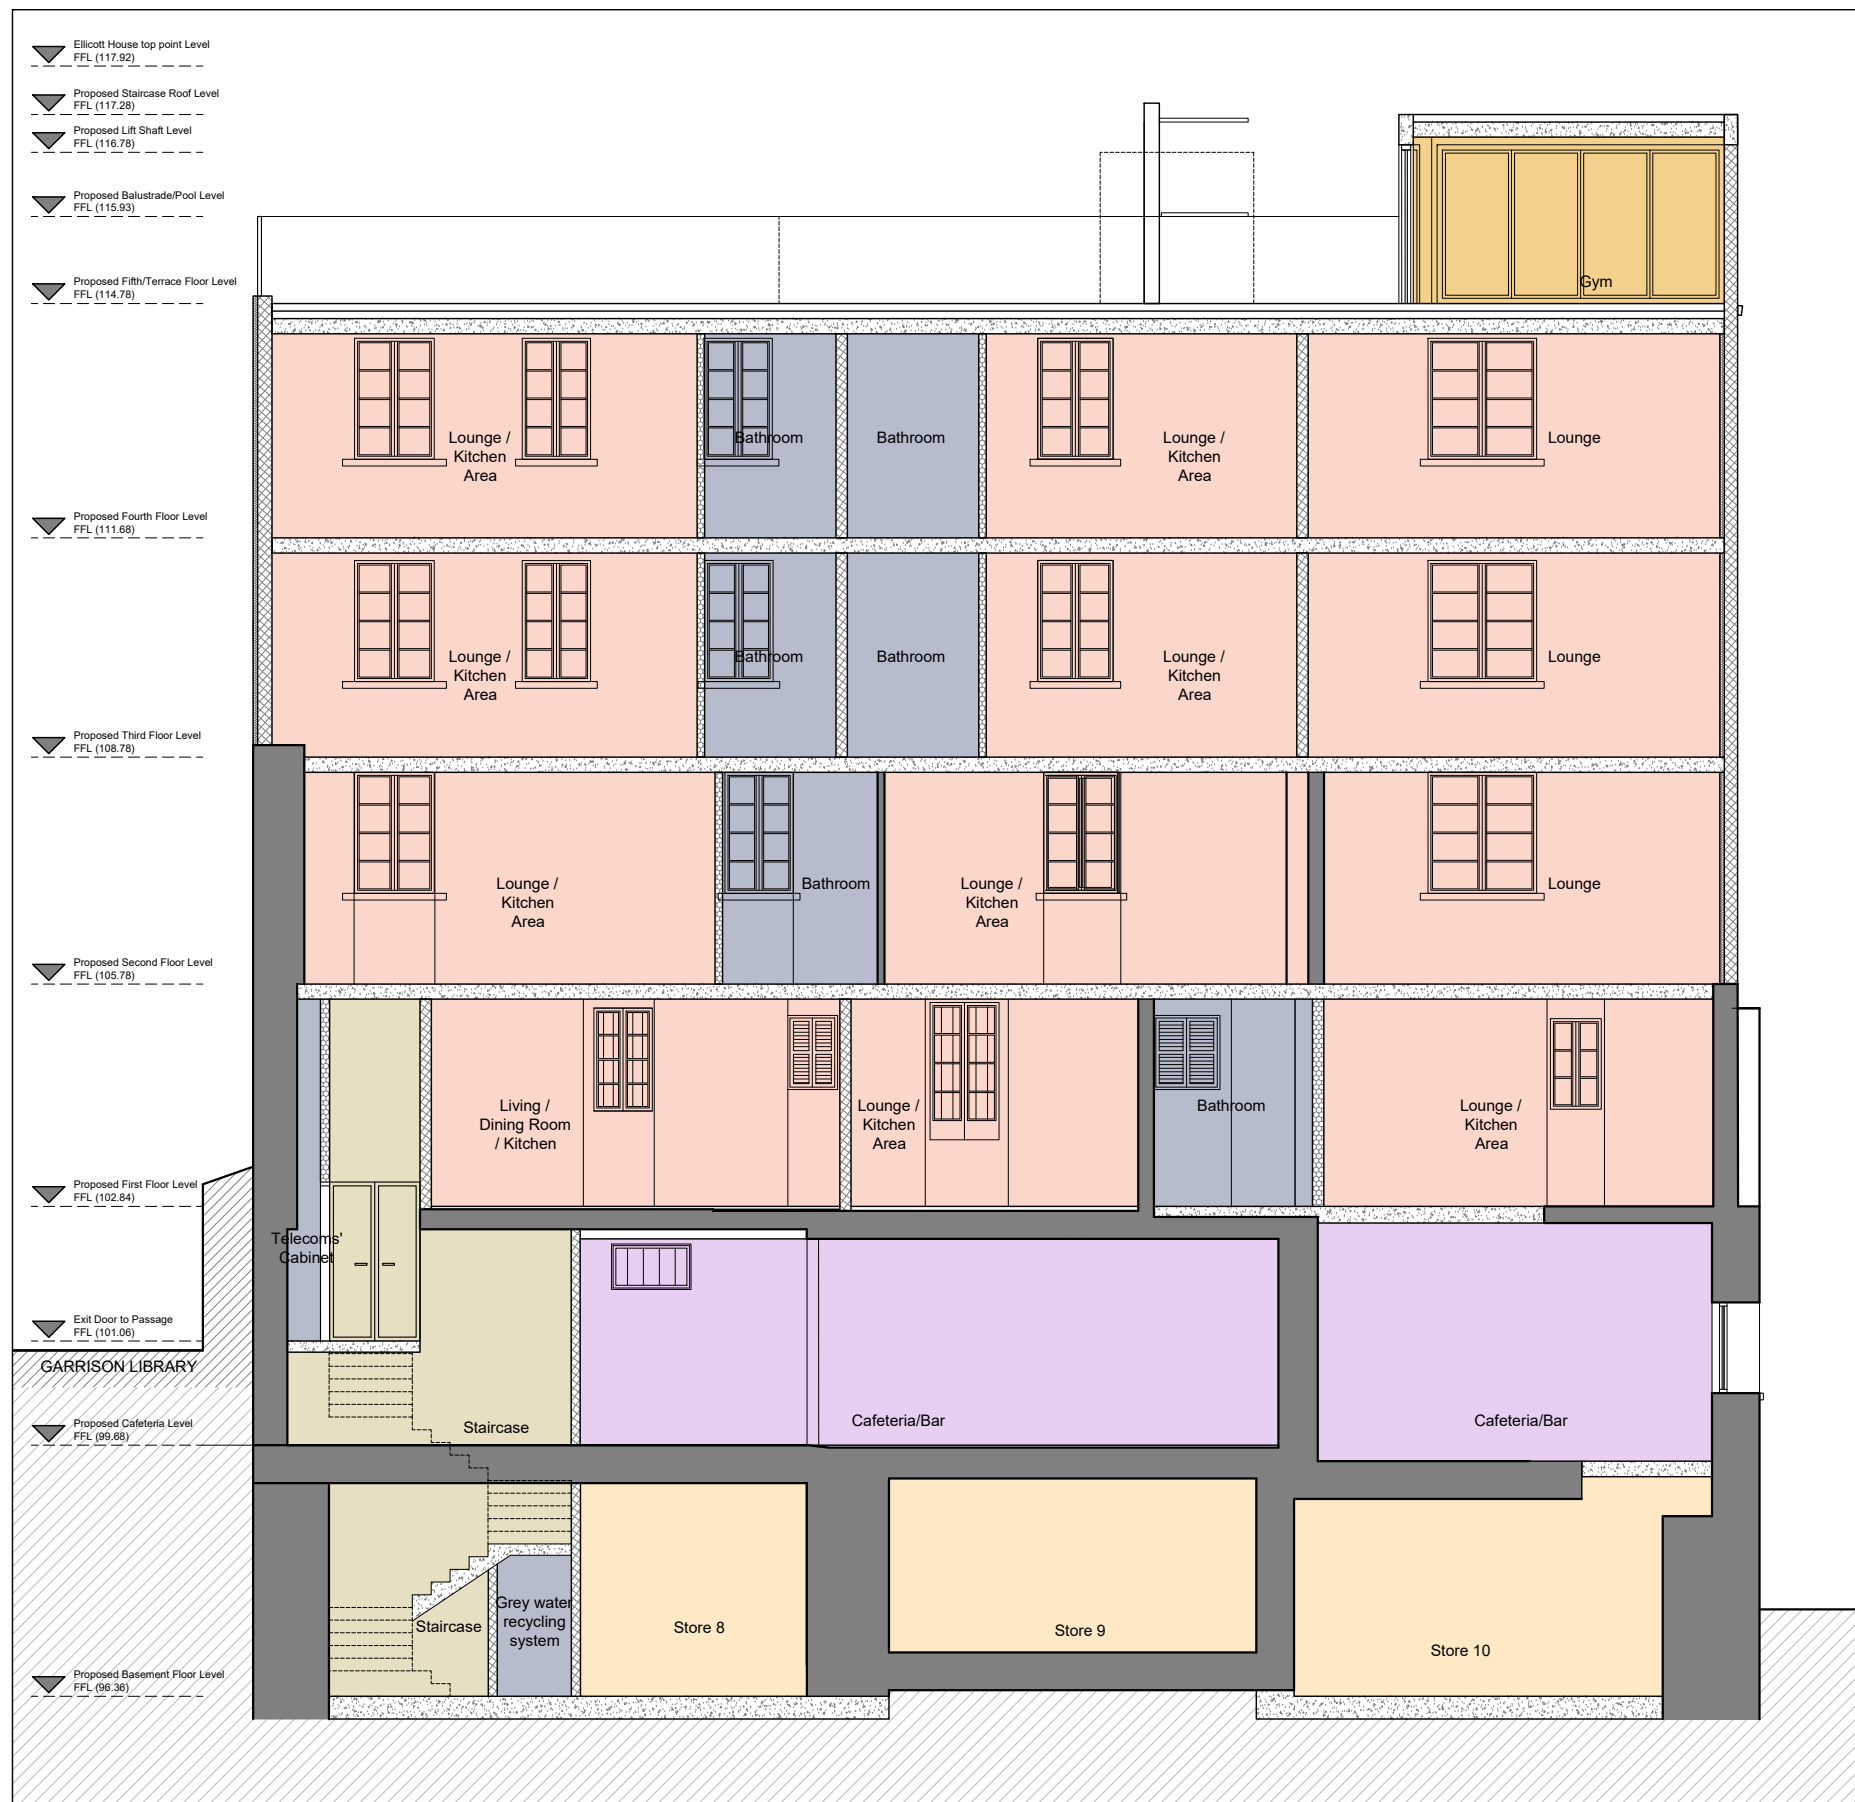 Ellicott House top point Level
FFL (117.92)
Proposed Staircase Roof Level
FFL (117.28)
Proposed Lift Shaft Level
FFL (116.78)
Proposed Balustrade/Pool Level
FFL (115.93)
Proposed Fifth/Terrace Floor Level
FFL (114.78)
Gym
Lounge /
Kitchen
Area
Bathroom
Bathroom
Lounge /
Kitchen
Area
Lounge
Proposed Fourth Floor Level
FFL (111.68)
Lounge /
Kitchen
Area
Bathroom
Bathroom
Lounge /
Kitchen
Area
Lounge
Proposed Third Floor Level
FFL (108.78)
Lounge /
Kitchen
Area
Bathroom
Lounge /
Kitchen
Area
Lounge
Proposed Second Floor Level
FFL (105.78)
Living /
Dining Room
/ Kitchen
Lounge /
Kitchen
Area
Bathroom
Lounge /
Kitchen
Area
Proposed First Floor Level
FFL (102.84)
Telecoms'
Cabinet
Exit Door to Passage
FFL (101.06)
GARRISON LIBRARY
Proposed Cafeteria Level
FFL (99.68)
Staircase
Cafeteria/Bar
Cafeteria/Bar
Grey water
recycling
system
Staircase
Store 8
Store 9
Store 10
Proposed Basement Floor Level
FFL (96.36)